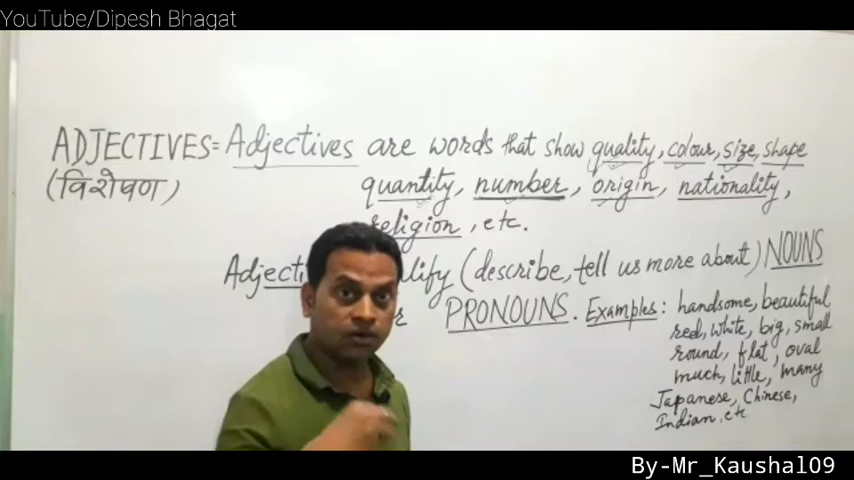 YouTube/Dipesh Bhagat
ADJECTIVES= Adjectives are words that show quality, colour, size, shape
(विशेषण) quantity, number, origin, nationality,
religion, etc.
PRONOUNS. Examples: handsome, beautiful
(describe, tell us more about) NOUNS
red, white, big, small
round, flat, oval
much, little, many
Japanese, Chinese,
Indian, etc
By-Mr_Kaushal09